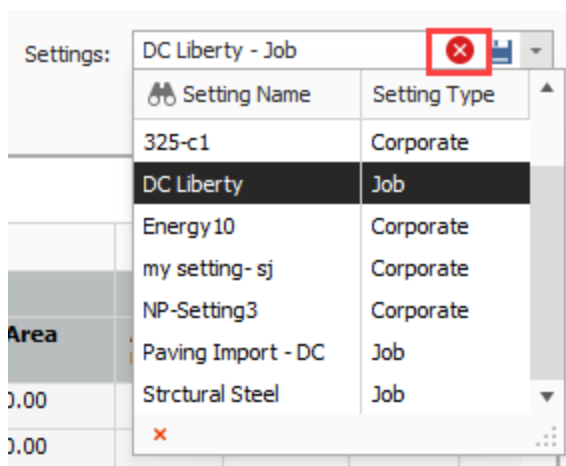 Settings: DC Liberty - Job
Setting Name Setting Type
325-c1 Corporate
DC Liberty Job
Energy10 Corporate
my setting- sj Corporate
NP-Setting3 Corporate
Area
Paving Import - DC Job
0.00 Strctural Steel Job
0.00